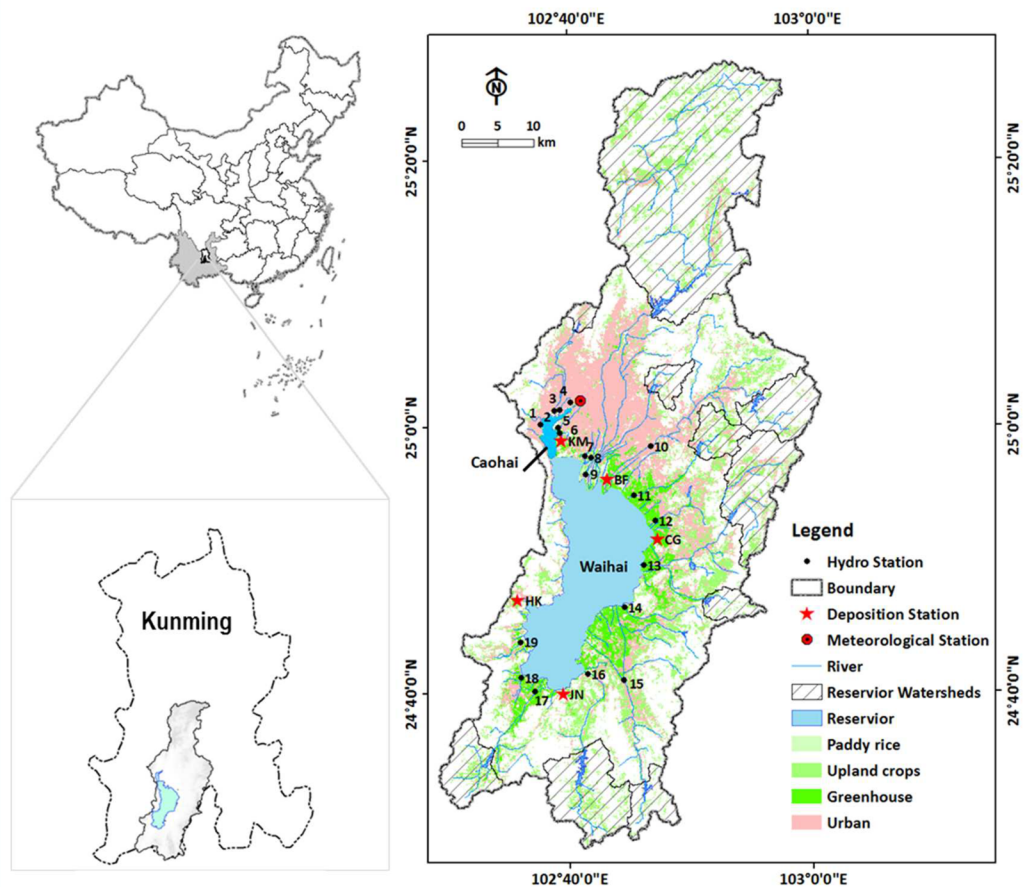 102°40'0"E
103°0'0"E
N
0
5
10
km
25°20'0"N
25°20'0"N
25°0'0"N
25°0'0"N
24°40'0"N
24°40'0"N
1
2
3
4
5
6
KM
7
8
9
10
Caohai
BF
11
12
CG
13
Waihai
HK
14
19
18
17
JN
16
15
Kunming
Legend
Hydro Station
Boundary
Deposition Station
Meteorological Station
River
Reservior Watersheds
Reservior
Paddy rice
Upland crops
Greenhouse
Urban
102°40'0"E
103°0'0"E